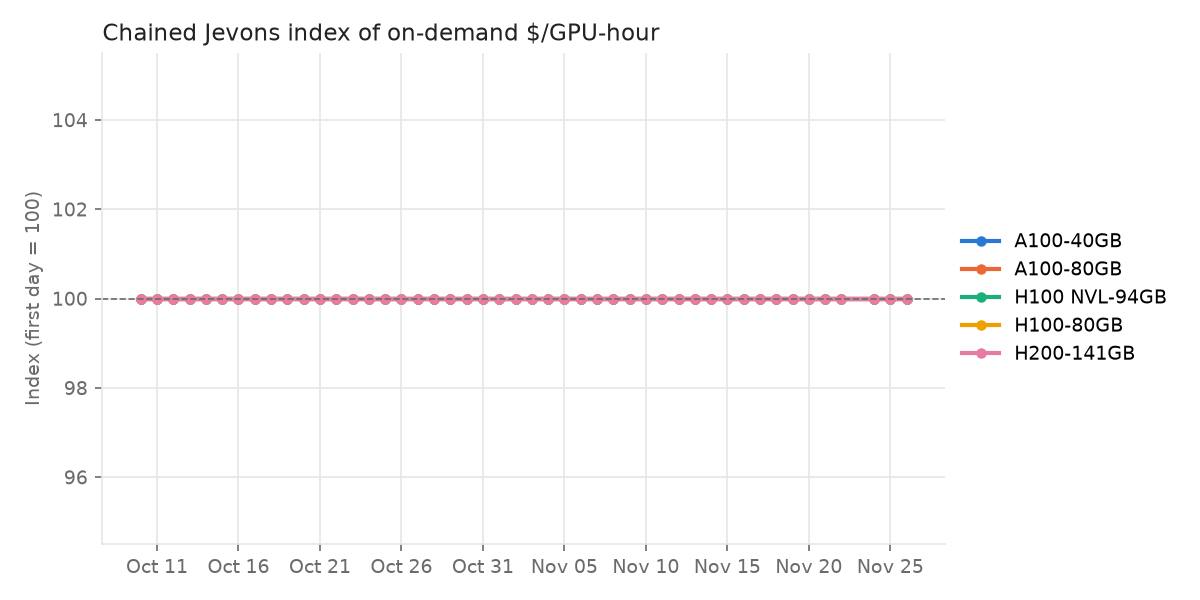 Chained Jevons index of on-demand $/GPU-hour
Index (first day = 100)
104
102
100
98
96
Oct 11
Oct 16
Oct 21
Oct 26
Oct 31
Nov 05
Nov 10
Nov 15
Nov 20
Nov 25
A100-40GB
A100-80GB
H100 NVL-94GB
H100-80GB
H200-141GB